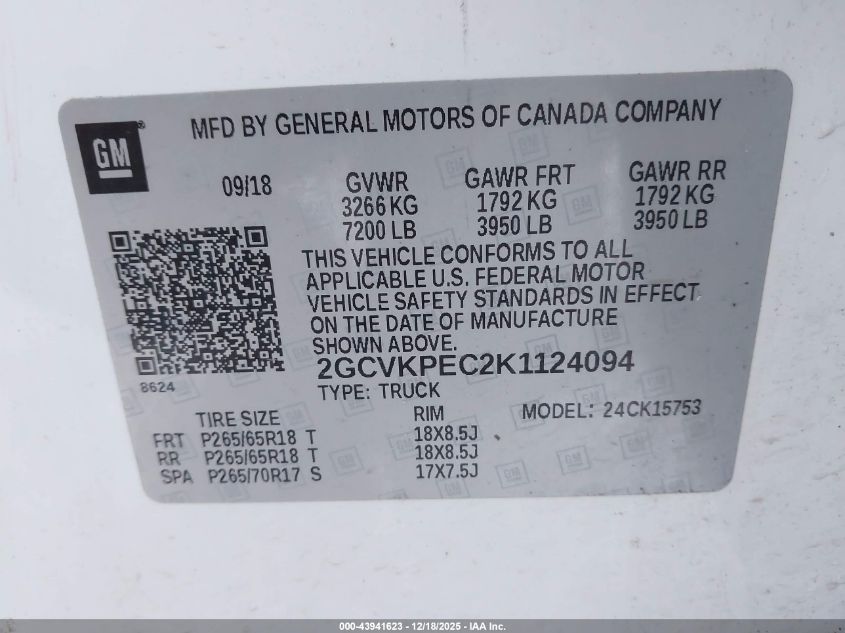 GM
MFD BY GENERAL MOTORS OF CANADA COMPANY
09/18 GVWR GAWR FRT GAWR RR
3266 KG 1792 KG 1792 KG
7200 LB 3950 LB 3950 LB
THIS VEHICLE CONFORMS TO ALL
APPLICABLE U.S. FEDERAL MOTOR
VEHICLE SAFETY STANDARDS IN EFFECT
ON THE DATE OF MANUFACTURE
SHOWN ABOVE.
2GCVKPEC2K1124094
8624
TYPE: TRUCK
TIRE SIZE RIM MODEL: 24CK15753
FRT P265/65R18 T 18X8.5J
RR P265/65R18 T 18X8.5J
SPA P265/70R17 S 17X7.5J
000-43941623 - 12/18/2025 - IAA Inc.